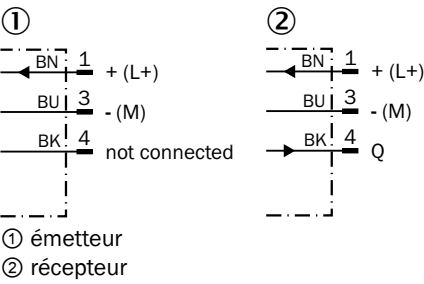 ① ②
BN 1 + (L+) BN 1 + (L+)
BU 3 - (M) BU 3 - (M)
BK 4 not connected BK 4 Q
① émetteur
② récepteur